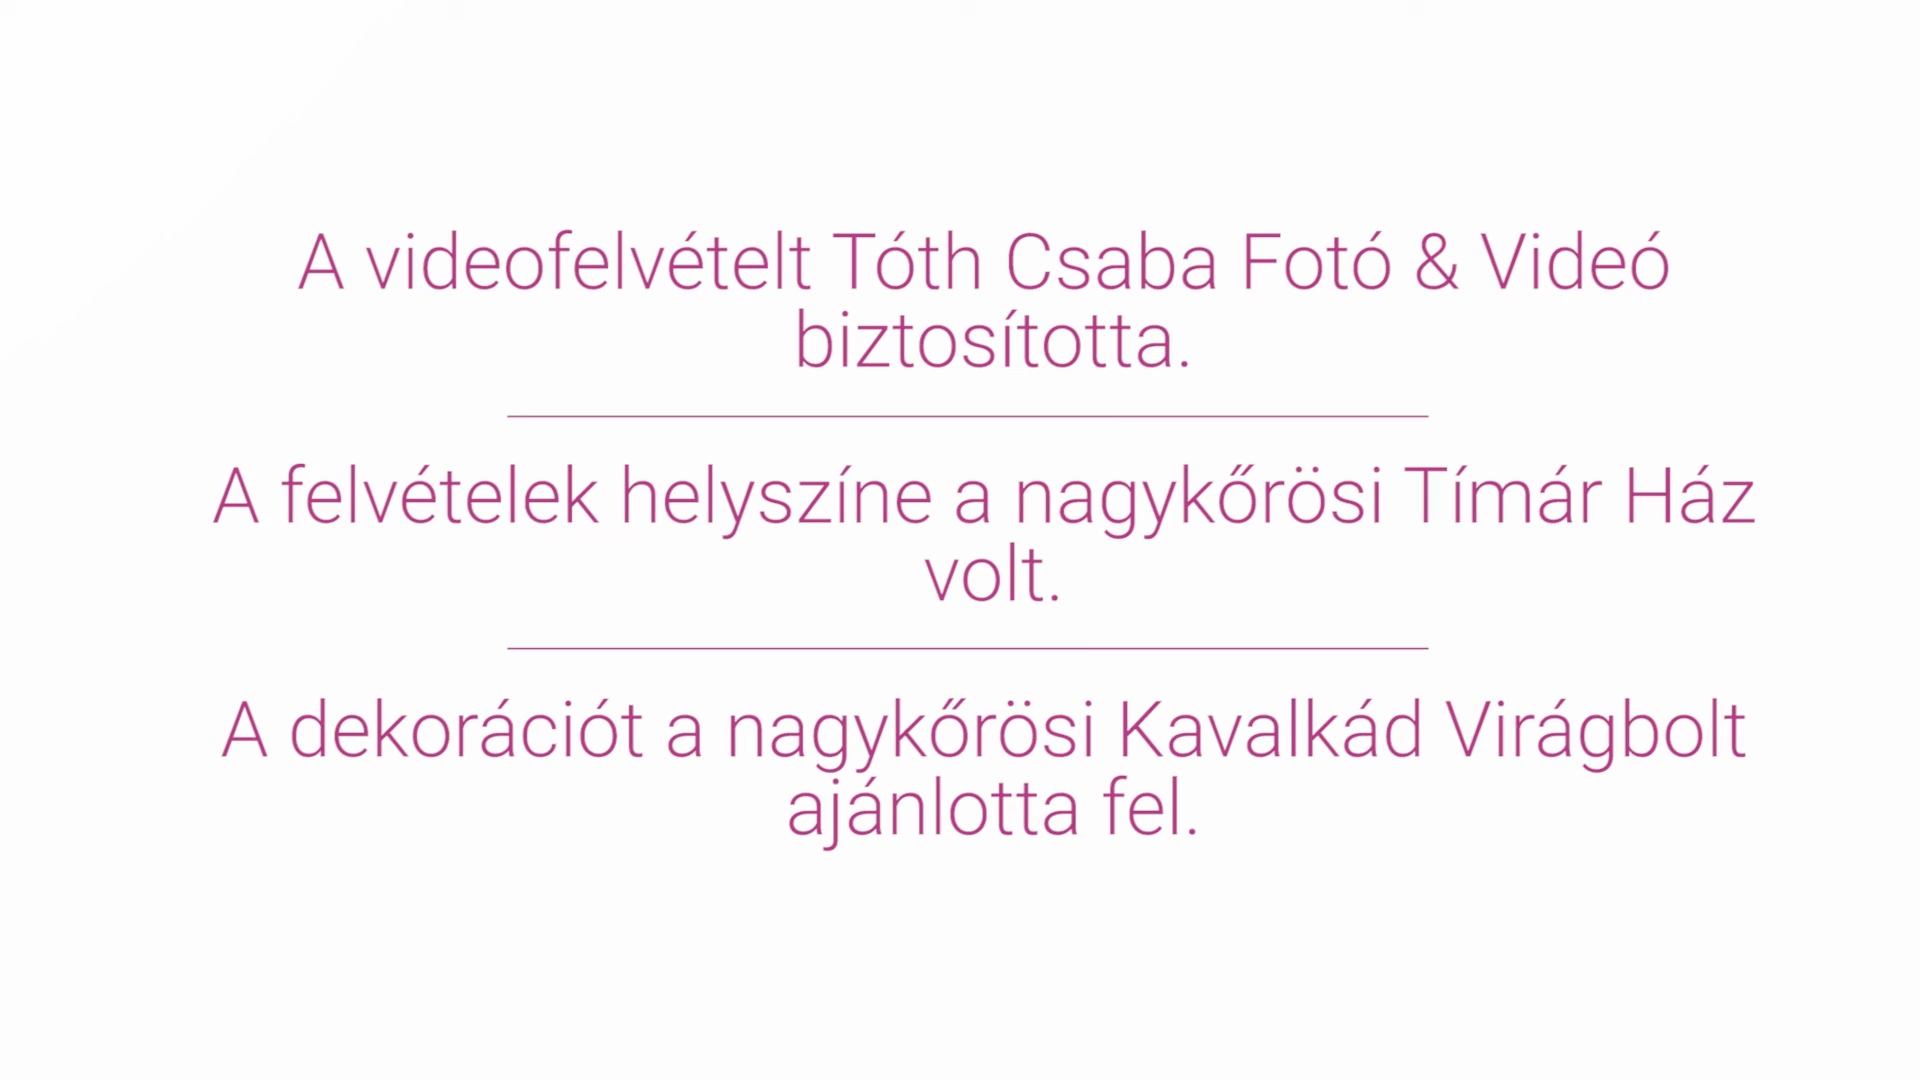 A videofelvételt Tóth Csaba Fotó & Videó
biztosította.
A felvételek helyszíne a nagykőrösi Tímár Ház
volt.
A dekorációt a nagykőrösi Kavalkád Virágbolt
ajánlotta fel.